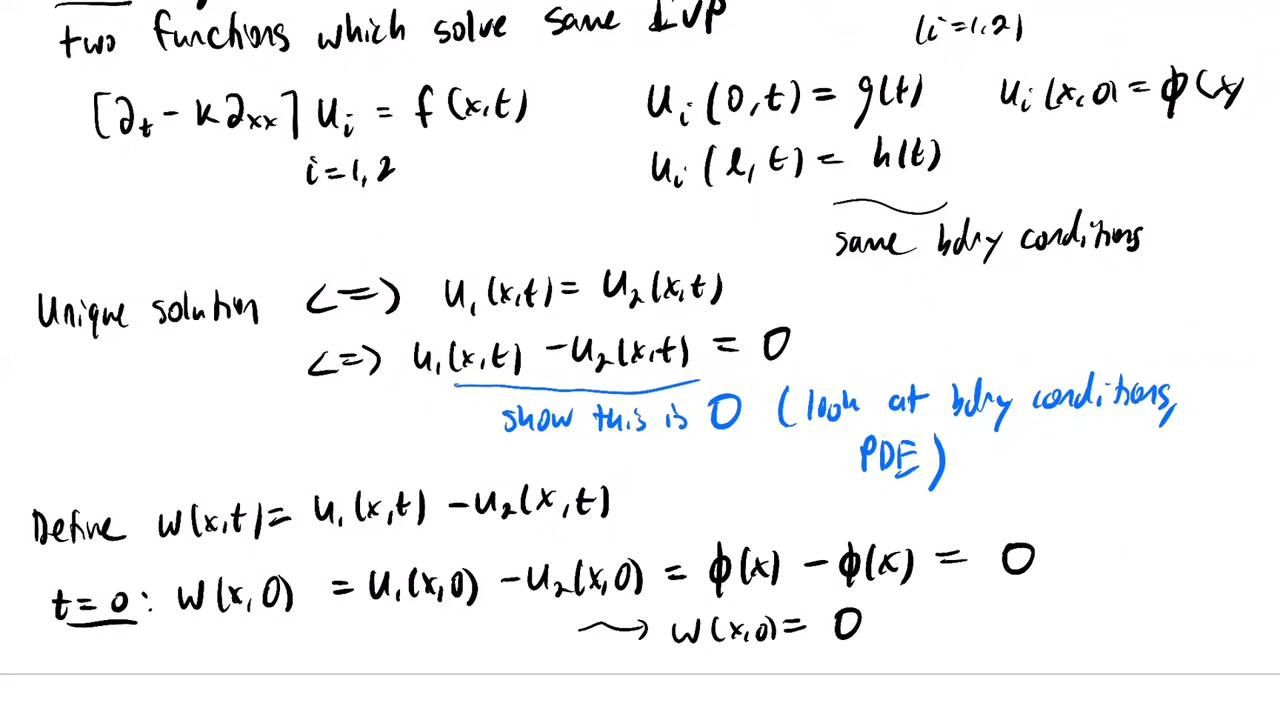 two functions which solve same IVP (i=1,2)
[∂t - k∂xx] ui = f(x,t) ui(0,t) = g(t) ui(x,0) = ϕ(x)
i=1,2 ui(l,t) = h(t)
same bdry conditions
Unique solution <=> u1(x,t) = u2(x,t)
<=> u1(x,t) - u2(x,t) = 0
show this is 0 (look at bdry conditions,
PDE)
Define w(x,t) = u1(x,t) - u2(x,t)
t=0: w(x,0) = u1(x,0) - u2(x,0) = ϕ(x) - ϕ(x) = 0
→ w(x,0) = 0